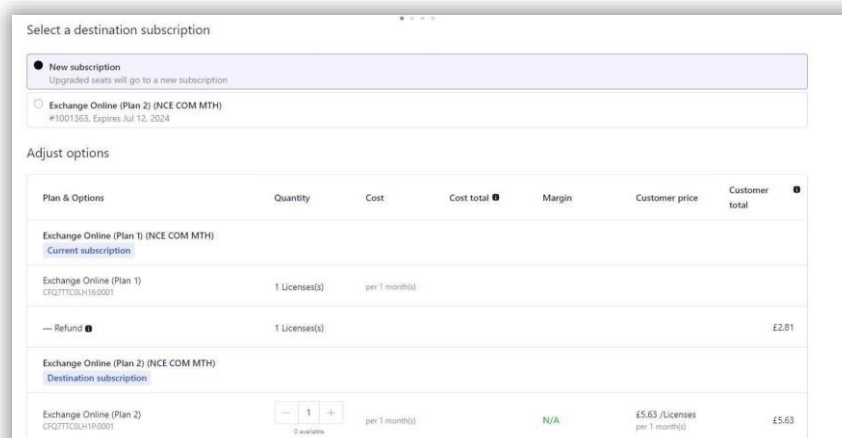 Select a destination subscription
New subscription
Upgraded seats will go to a new subscription
Exchange Online (Plan 2) (NCE COM MTH)
#1001363, Expires Jul 12, 2024
Adjust options
Plan & Options Quantity Cost Cost total Margin Customer price Customer total
Exchange Online (Plan 1) (NCE COM MTH)
Current subscription
Exchange Online (Plan 1) 1 Licenses(s) per 1 month(s)
CFQ7TTC0LH16:0001
— Refund 1 Licenses(s) £2.81
Exchange Online (Plan 2) (NCE COM MTH)
Destination subscription
Exchange Online (Plan 2) − 1 + per 1 month(s) N/A £5.63 /Licenses £5.63
CFQ7TTC0LH1P:0001 0 available per 1 month(s)